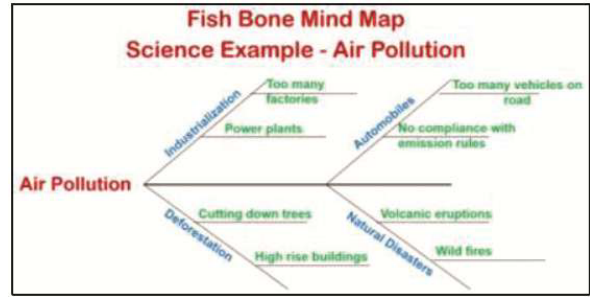 Fish Bone Mind Map
Science Example - Air Pollution
Industrialization
Too many
factories
Power plants
Automobiles
Too many vehicles on
road
No compliance with
emission rules
Air Pollution
Deforestation
Cutting down trees
High rise buildings
Natural Disasters
Volcanic eruptions
Wild fires